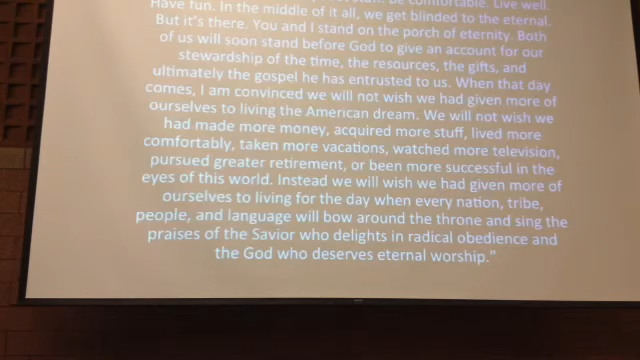 stuff. Be comfortable. Live well.
Have fun. In the middle of it all, we get blinded to the eternal.
But it's there. You and I stand on the porch of eternity. Both
of us will soon stand before God to give an account for our
stewardship of the time, the resources, the gifts, and
ultimately the gospel he has entrusted to us. When that day
comes, I am convinced we will not wish we had given more of
ourselves to living the American dream. We will not wish we
had made more money, acquired more stuff, lived more
comfortably, taken more vacations, watched more television,
pursued greater retirement, or been more successful in the
eyes of this world. Instead we will wish we had given more of
ourselves to living for the day when every nation, tribe,
people, and language will bow around the throne and sing the
praises of the Savior who delights in radical obedience and
the God who deserves eternal worship."